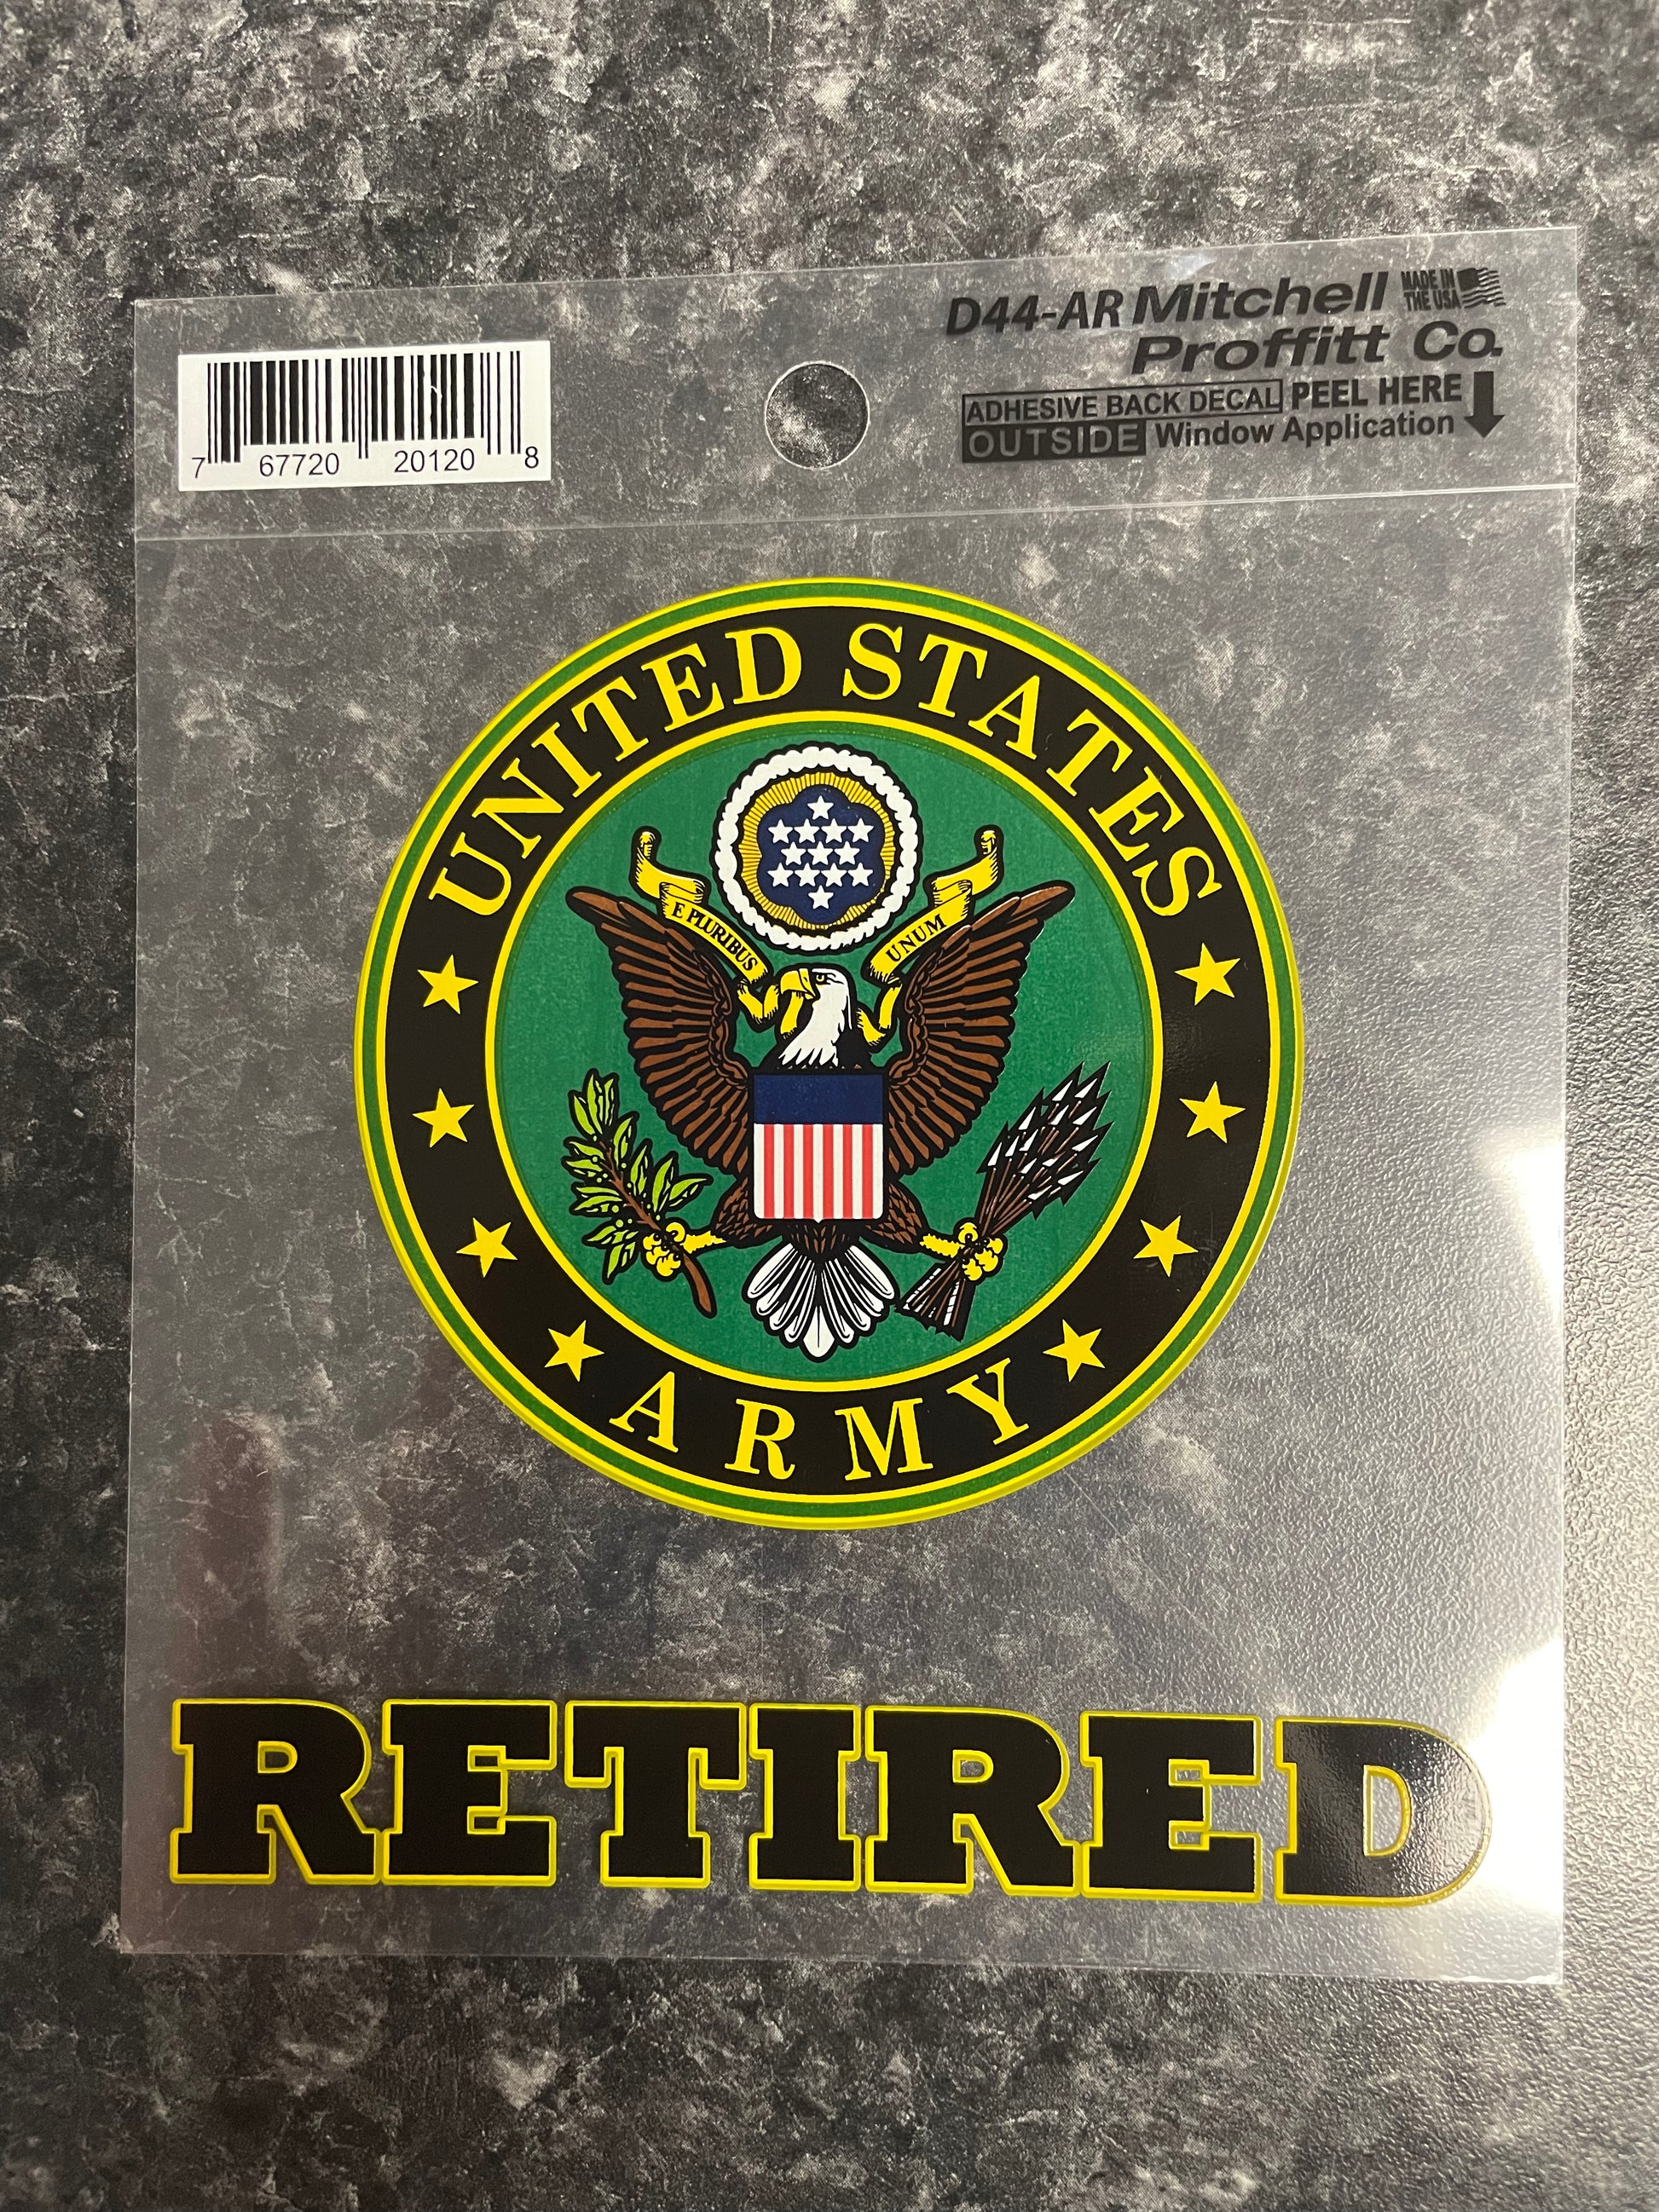 D44-AR Mitchell
Proffitt Co.
MADE IN
THE USA
ADHESIVE BACK DECAL PEEL HERE
OUTSIDE Window Application
7 67720 20120 8
UNITED STATES
E PLURIBUS UNUM
ARMY
RETIRED